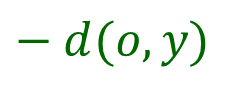 − d(o, y)